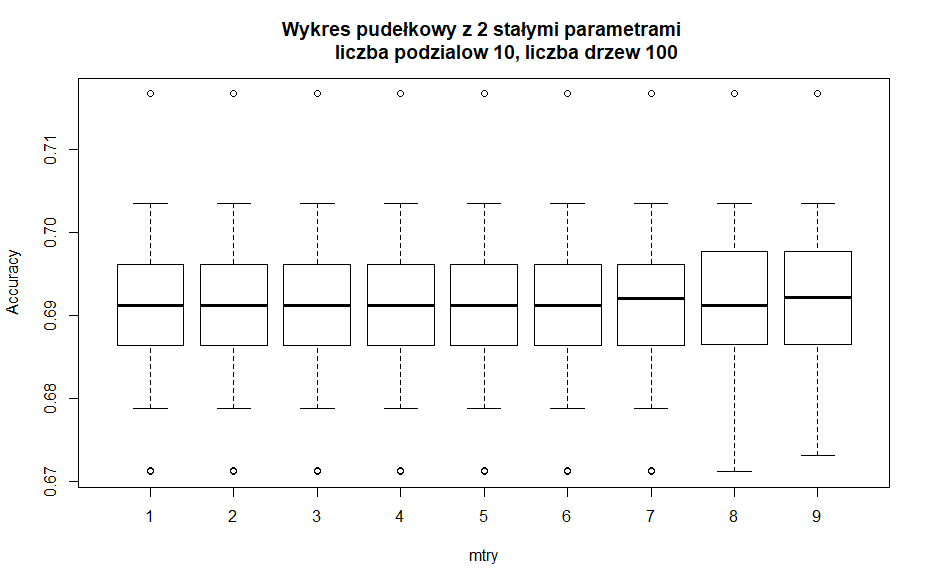 Wykres pudełkowy z 2 stałymi parametrami
liczba podzialow 10, liczba drzew 100
Accuracy
0.71
0.70
0.69
0.68
0.67
1 2 3 4 5 6 7 8 9
mtry